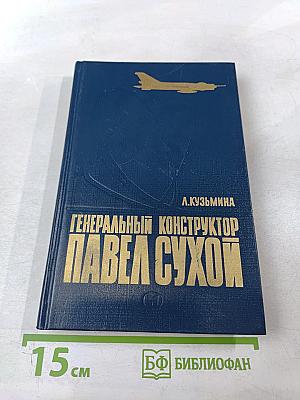 Л.КУЗЬМИНА
ГЕНЕРАЛЬНЫЙ КОНСТРУКТОР
ПАВЕЛ СУХОЙ
15 см
БФ БИБЛИОФАН